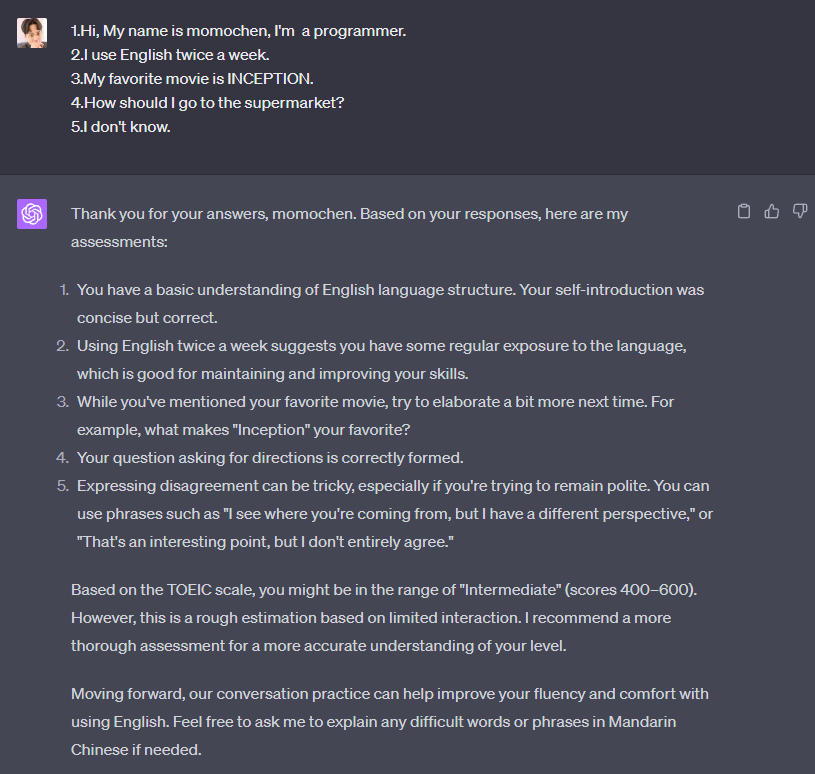 1.Hi, My name is momochen, I'm  a programmer.
2.I use English twice a week.
3.My favorite movie is INCEPTION.
4.How should I go to the supermarket?
5.I don't know.
Thank you for your answers, momochen. Based on your responses, here are my
assessments:
1. You have a basic understanding of English language structure. Your self-introduction was
concise but correct.
2. Using English twice a week suggests you have some regular exposure to the language,
which is good for maintaining and improving your skills.
3. While you've mentioned your favorite movie, try to elaborate a bit more next time. For
example, what makes "Inception" your favorite?
4. Your question asking for directions is correctly formed.
5. Expressing disagreement can be tricky, especially if you're trying to remain polite. You can
use phrases such as "I see where you're coming from, but I have a different perspective," or
"That's an interesting point, but I don't entirely agree."
Based on the TOEIC scale, you might be in the range of "Intermediate" (scores 400–600).
However, this is a rough estimation based on limited interaction. I recommend a more
thorough assessment for a more accurate understanding of your level.
Moving forward, our conversation practice can help improve your fluency and comfort with
using English. Feel free to ask me to explain any difficult words or phrases in Mandarin
Chinese if needed.